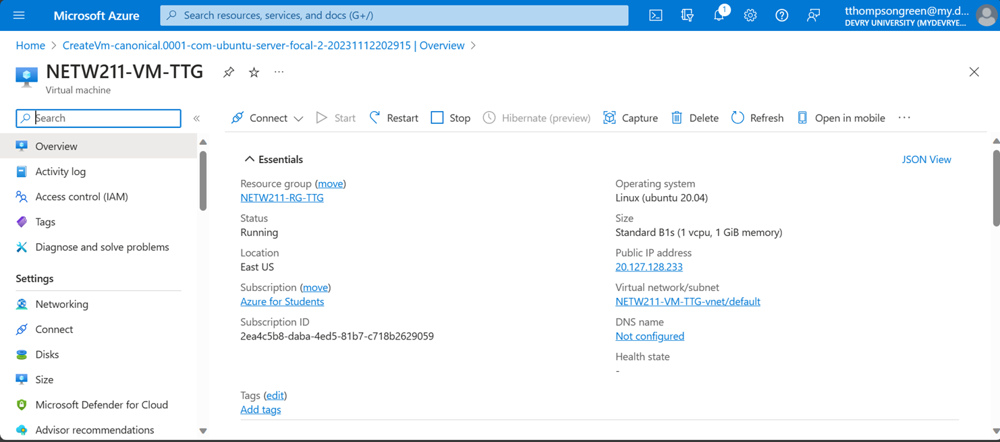 Microsoft Azure
Search resources, services, and docs (G+/)
1
tthompsongreen@my.d...
DEVRY UNIVERSITY (MYDEVRYE...
Home > CreateVm-canonical.0001-com-ubuntu-server-focal-2-20231112202915 | Overview >
NETW211-VM-TTG
Virtual machine
Search
Connect Start Restart Stop Hibernate (preview) Capture Delete Refresh Open in mobile
Overview
Activity log
Access control (IAM)
Tags
Diagnose and solve problems
Settings
Networking
Connect
Disks
Size
Microsoft Defender for Cloud
Advisor recommendations
Essentials
JSON View
Resource group (move)
NETW211-RG-TTG
Status
Running
Location
East US
Subscription (move)
Azure for Students
Subscription ID
2ea4c5b8-daba-4ed5-81b7-c718b2629059
Operating system
Linux (ubuntu 20.04)
Size
Standard B1s (1 vcpu, 1 GiB memory)
Public IP address
20.127.128.233
Virtual network/subnet
NETW211-VM-TTG-vnet/default
DNS name
Not configured
Health state
-
Tags (edit)
Add tags